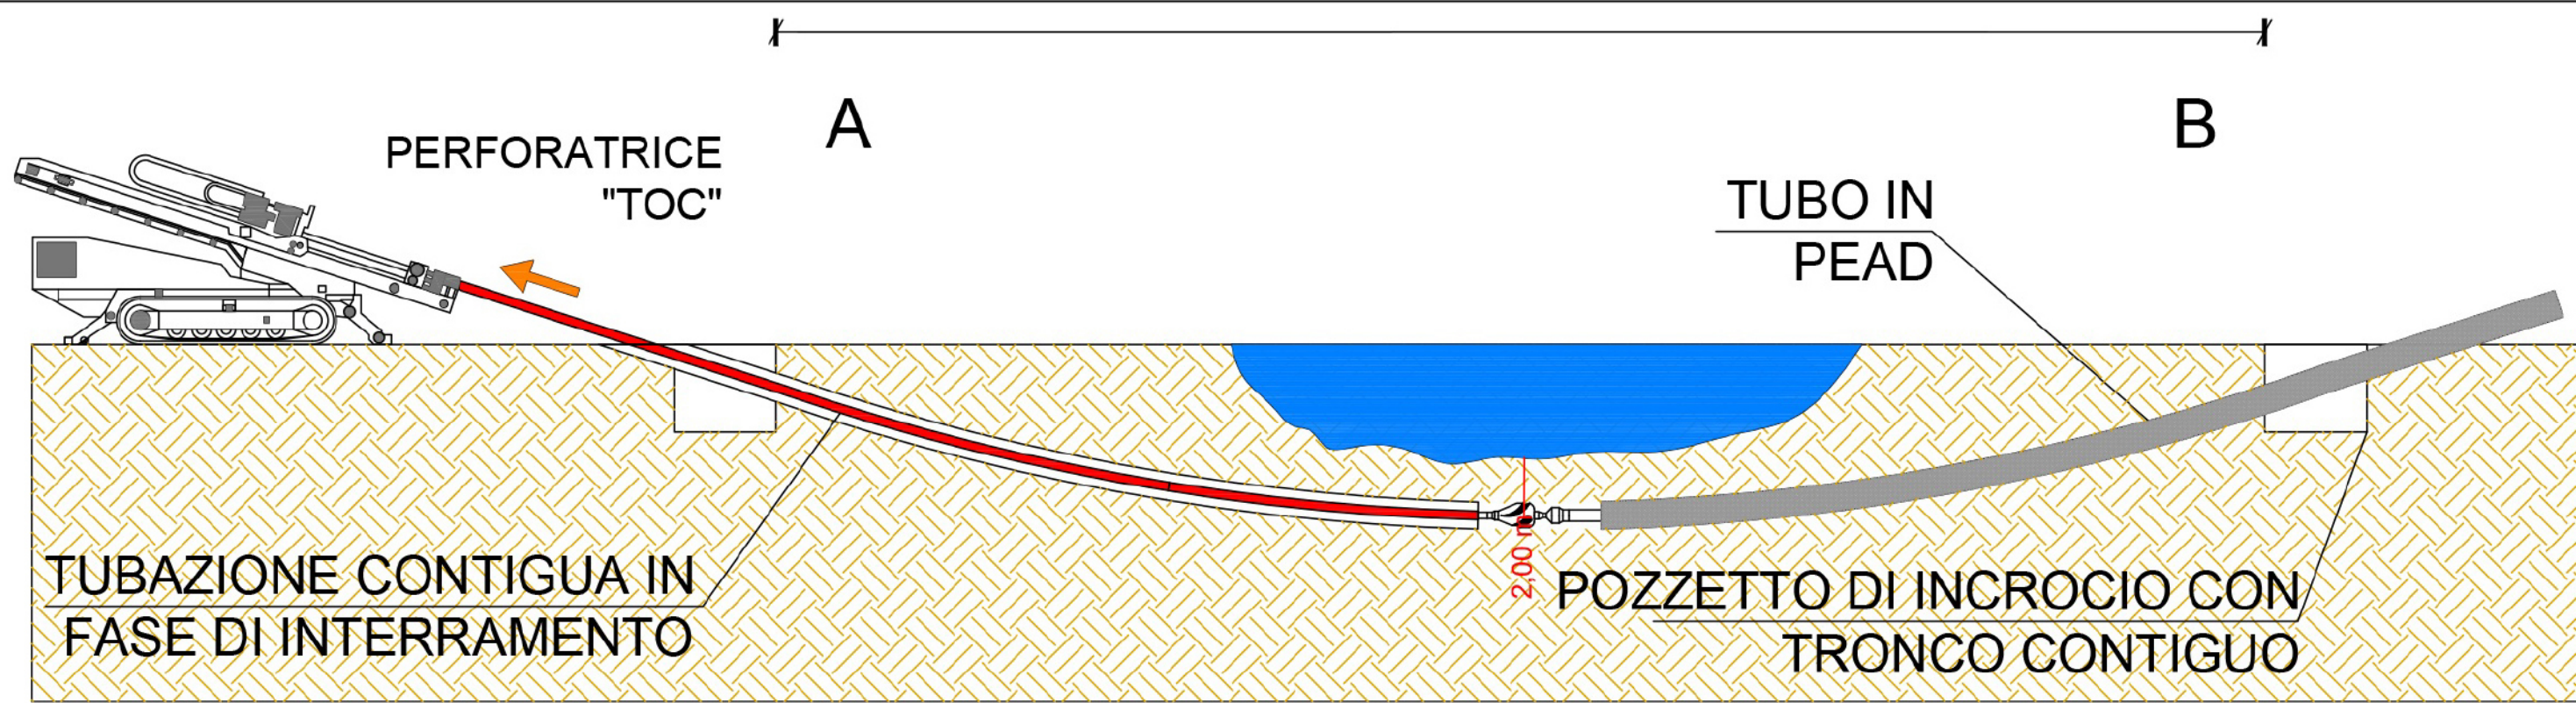 A
B
PERFORATRICE
"TOC"
TUBO IN
PEAD
TUBAZIONE CONTIGUA IN
FASE DI INTERRAMENTO
2,00 m
POZZETTO DI INCROCIO CON
TRONCO CONTIGUO